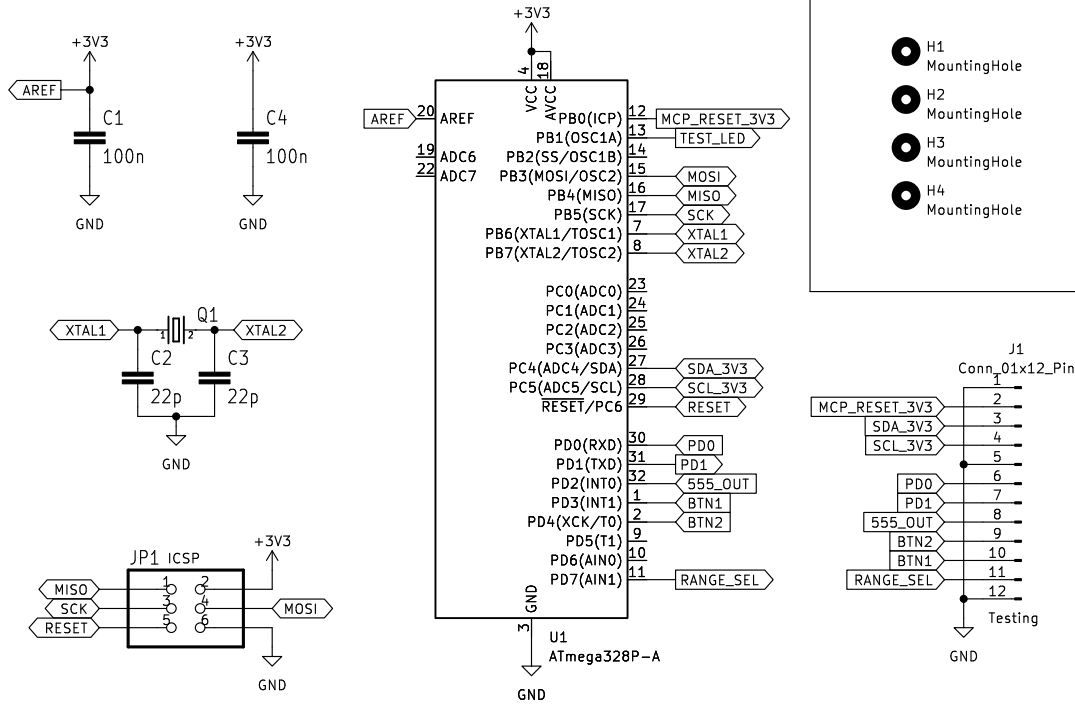 +3V3
AREF
C1
100n
GND
+3V3
C4
100n
GND
XTAL1
1
Q1
2
XTAL2
C2
22p
C3
22p
GND
JP1 ICSP
+3V3
MISO
1
2
SCK
3
4
MOSI
RESET
5
6
GND
+3V3
4
18
VCC
AVCC
AREF
20
AREF
19
ADC6
22
ADC7
PB0(ICP)
12
MCP_RESET_3V3
PB1(OSC1A)
13
TEST_LED
PB2(SS/OSC1B)
14
PB3(MOSI/OSC2)
15
MOSI
PB4(MISO)
16
MISO
PB5(SCK)
17
SCK
PB6(XTAL1/TOSC1)
7
XTAL1
PB7(XTAL2/TOSC2)
8
XTAL2
PC0(ADC0)
23
PC1(ADC1)
24
PC2(ADC2)
25
PC3(ADC3)
26
PC4(ADC4/SDA)
27
SDA_3V3
PC5(ADC5/SCL)
28
SCL_3V3
RESET/PC6
29
RESET
PD0(RXD)
30
PD0
PD1(TXD)
31
PD1
PD2(INT0)
32
555_OUT
PD3(INT1)
1
BTN1
PD4(XCK/T0)
2
BTN2
PD5(T1)
9
PD6(AIN0)
10
PD7(AIN1)
11
RANGE_SEL
GND
3
U1
ATmega328P-A
GND
H1
MountingHole
H2
MountingHole
H3
MountingHole
H4
MountingHole
J1
Conn_01x12_Pin
1
MCP_RESET_3V3
2
SDA_3V3
3
SCL_3V3
4
5
PD0
6
PD1
7
555_OUT
8
BTN2
9
BTN1
10
RANGE_SEL
11
12
Testing
GND